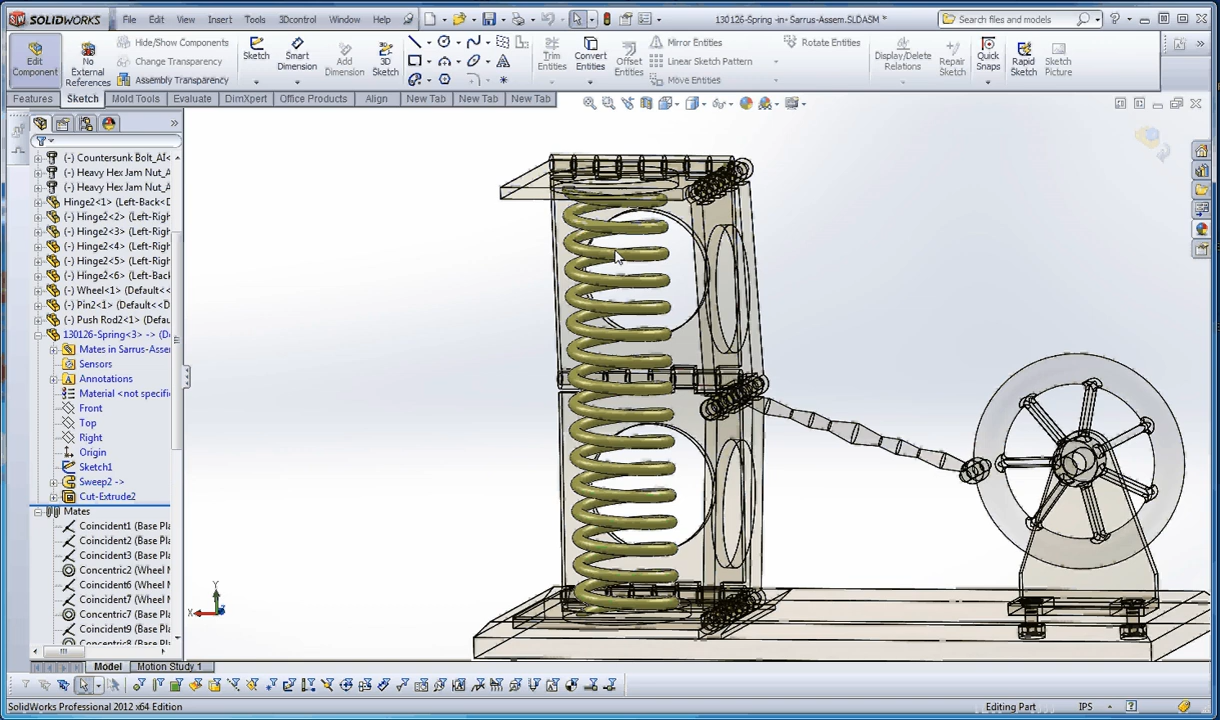 SOLIDWORKS File Edit View Insert Tools 3Dcontrol Window Help 130126-Spring -in- Sarrus-Assem.SLDASM * Search files and models
Edit Component
No External References
Hide/Show Components
Change Transparency
Assembly Transparency
Sketch
Smart Dimension
Add Dimension
3D Sketch
Trim Entities
Convert Entities
Offset Entities
Mirror Entities
Linear Sketch Pattern
Move Entities
Rotate Entities
Display/Delete Relations
Repair Sketch
Quick Snaps
Rapid Sketch
Sketch Picture
Features Sketch Mold Tools Evaluate DimXpert Office Products Align New Tab New Tab New Tab
(-) Countersunk Bolt_AI<
(-) Heavy Hex Jam Nut_A
(-) Heavy Hex Jam Nut_A
Hinge2<1> (Left-Back<D
(-) Hinge2<2> (Left-Righ
(-) Hinge2<3> (Left-Righ
(-) Hinge2<4> (Left-Righ
(-) Hinge2<5> (Left-Righ
(-) Hinge2<6> (Left-Back
(-) Wheel<1> (Default<<
(-) Pin2<1> (Default<<D
(-) Push Rod2<1> (Defau
130126-Spring<3> -> (De
Mates in Sarrus-Asser
Sensors
Annotations
Material <not specifi
Front
Top
Right
Origin
Sketch1
Sweep2 ->
Cut-Extrude2
Mates
Coincident1 (Base Pla
Coincident2 (Base Pla
Coincident3 (Base Pla
Concentric2 (Wheel M
Coincident6 (Wheel M
Coincident7 (Wheel M
Concentric7 (Base Pla
Coincident9 (Base Pla
Concentric8 (Base Pla
Y
X
Model Motion Study 1
SolidWorks Professional 2012 x64 Edition Editing Part IPS